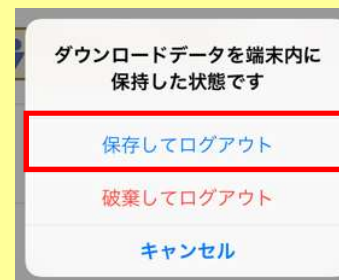 ダウンロードデータを端末内に
保持した状態です
保存してログアウト
破棄してログアウト
キャンセル